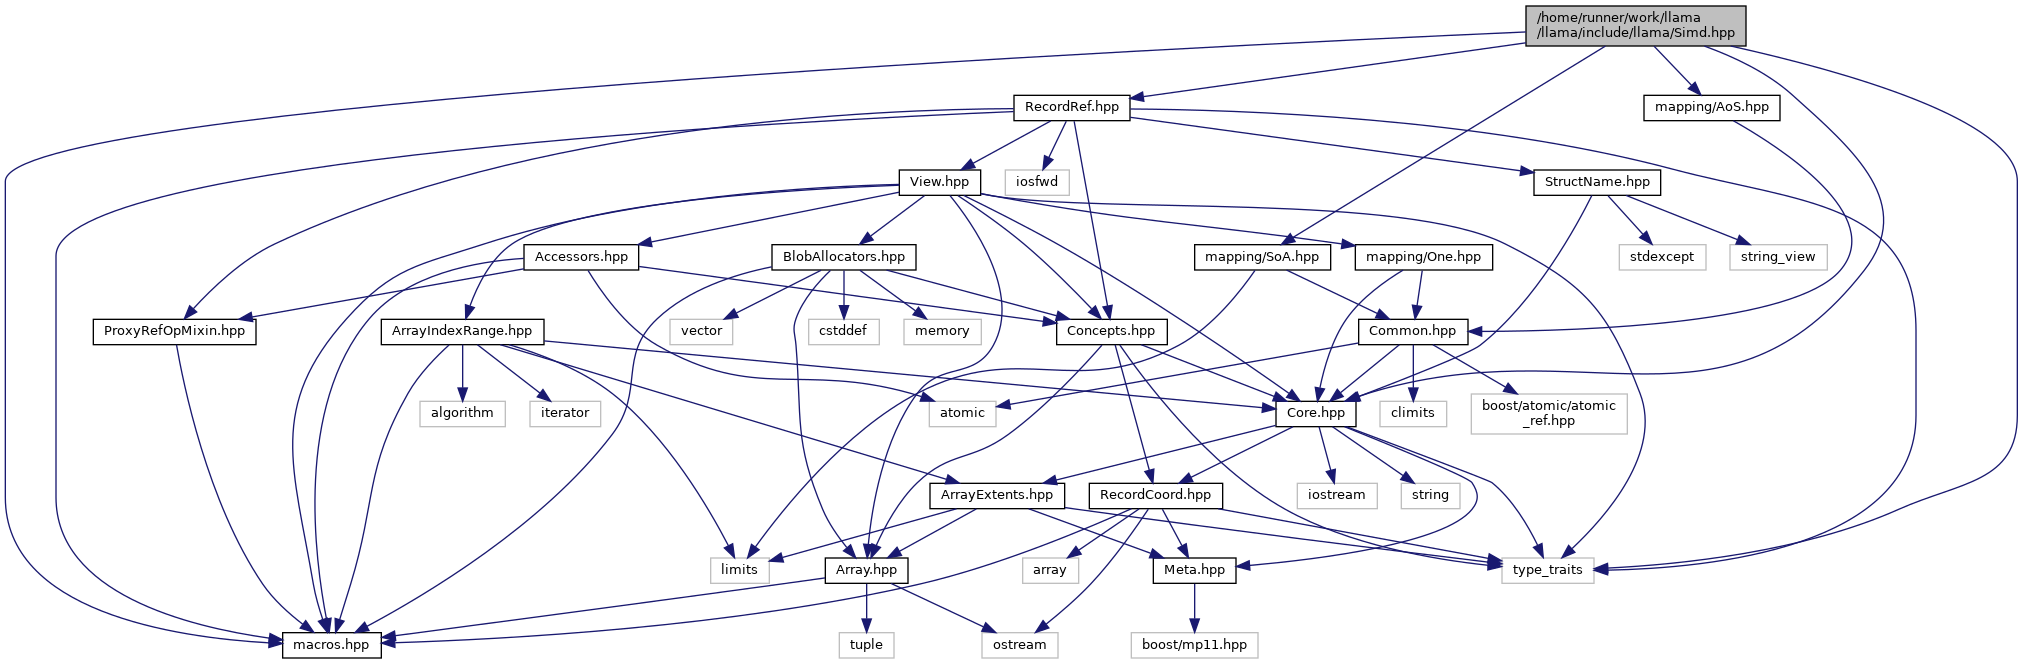 /home/runner/work/llama
/llama/include/llama/Simd.hpp
RecordRef.hpp
mapping/AoS.hpp
View.hpp
iosfwd
StructName.hpp
Accessors.hpp
BlobAllocators.hpp
mapping/SoA.hpp
mapping/One.hpp
stdexcept
string_view
ProxyRefOpMixin.hpp
ArrayIndexRange.hpp
vector
cstddef
memory
Concepts.hpp
Common.hpp
algorithm
iterator
atomic
Core.hpp
climits
boost/atomic/atomic
_ref.hpp
ArrayExtents.hpp
RecordCoord.hpp
iostream
string
limits
Array.hpp
array
Meta.hpp
type_traits
macros.hpp
tuple
ostream
boost/mp11.hpp